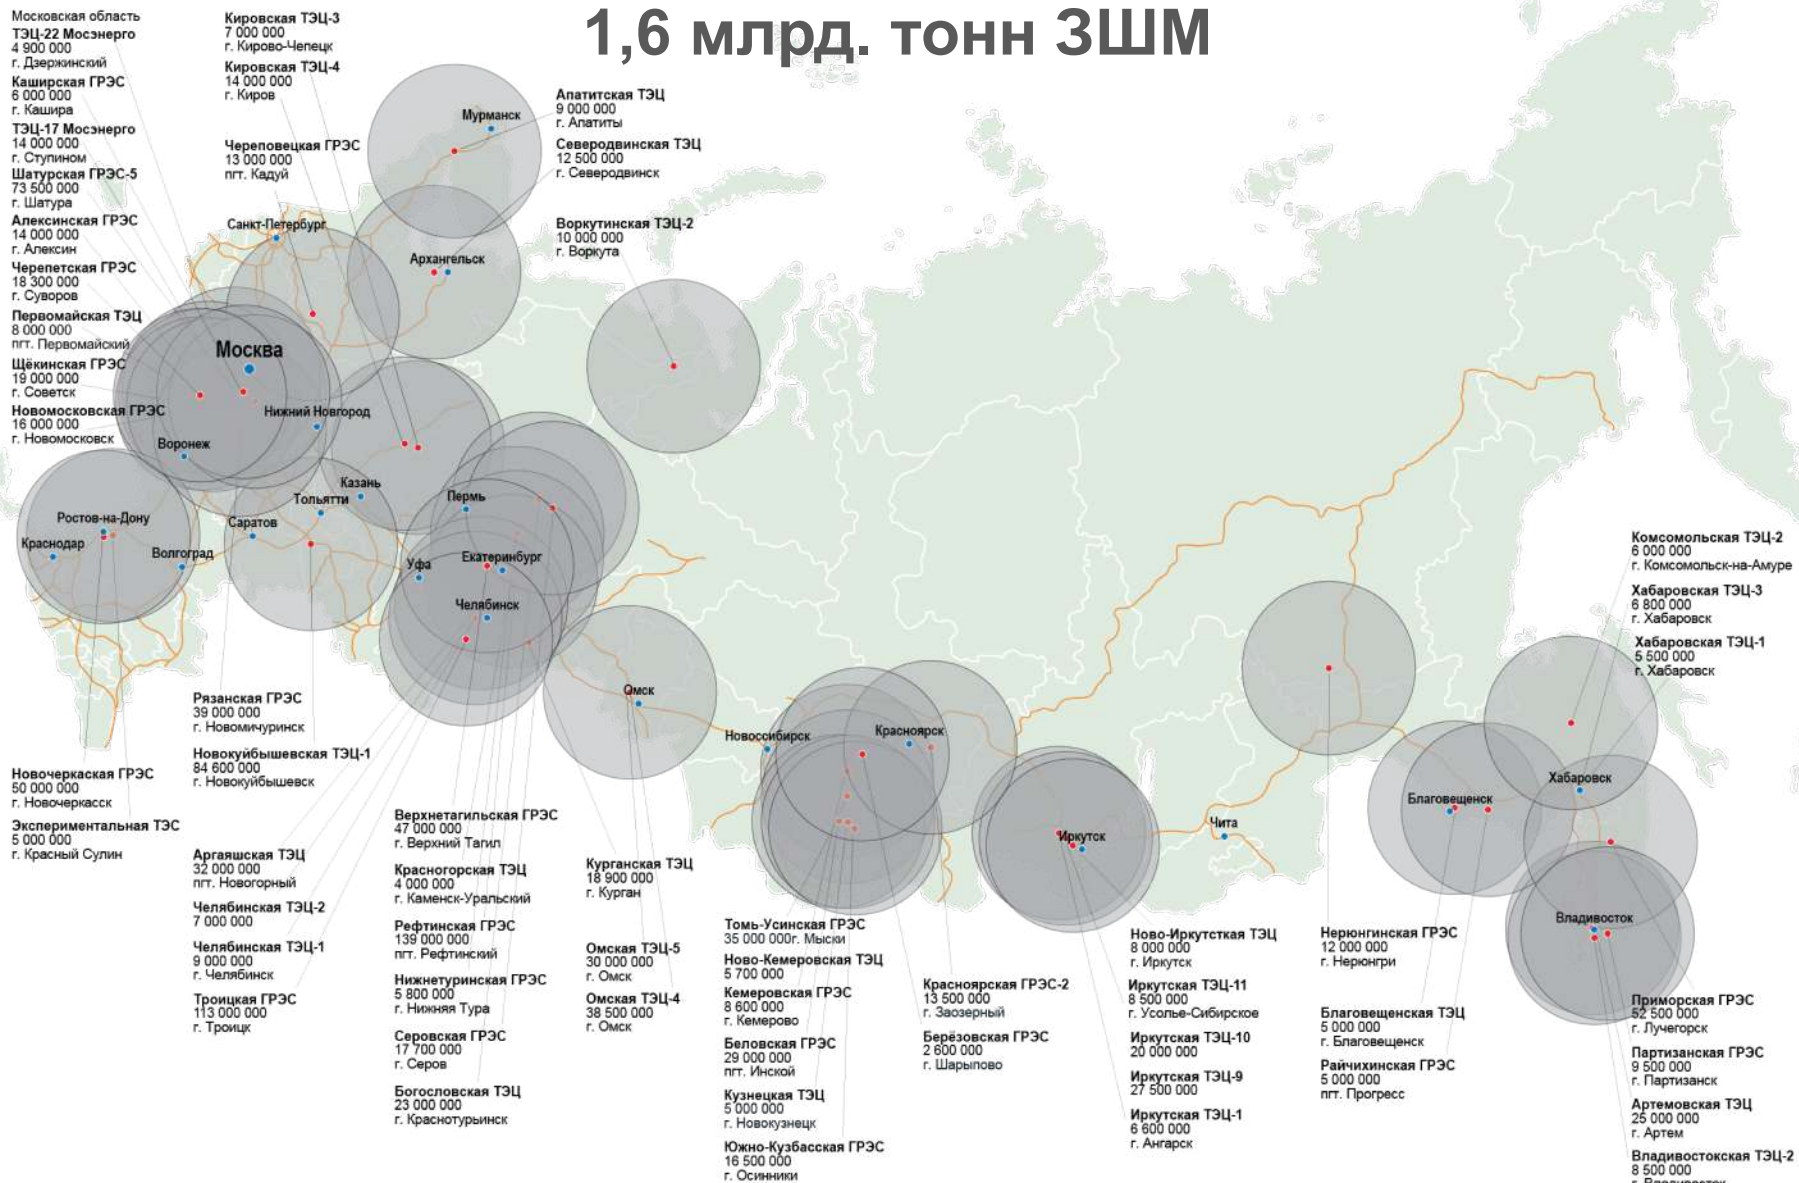 1,6 млрд. тонн ЗШМ
Московская область
ТЭЦ-22 Мосэнерго
4 900 000
г. Дзержинский
Каширская ГРЭС
6 000 000
г. Кашира
ТЭЦ-17 Мосэнерго
14 000 000
г. Ступином
Шатурская ГРЭС-5
73 500 000
г. Шатура
Алексинская ГРЭС
14 000 000
г. Алексин
Черепетская ГРЭС
18 300 000
г. Суворов
Первомайская ТЭЦ
8 000 000
пгт. Первомайский
Щёкинская ГРЭС
19 000 000
г. Советск
Новомосковская ГРЭС
16 000 000
г. Новомосковск
Кировская ТЭЦ-3
7 000 000
г. Кирово-Чепецк
Кировская ТЭЦ-4
14 000 000
г. Киров
Череповецкая ГРЭС
13 000 000
пгт. Кадуй
Апатитская ТЭЦ
9 000 000
г. Апатиты
Северодвинская ТЭЦ
12 500 000
г. Северодвинск
Воркутинская ТЭЦ-2
10 000 000
г. Воркута
Мурманск
Санкт-Петербург
Архангельск
Москва
Нижний Новгород
Воронеж
Казань
Тольятти
Пермь
Ростов-на-Дону
Саратов
Краснодар
Волгоград
Уфа
Екатеринбург
Челябинск
Омск
Новоссибирск
Красноярск
Иркутск
Чита
Благовещенск
Хабаровск
Владивосток
Комсомольская ТЭЦ-2
6 000 000
г. Комсомольск-на-Амуре
Хабаровская ТЭЦ-3
6 800 000
г. Хабаровск
Хабаровская ТЭЦ-1
5 500 000
г. Хабаровск
Новочеркаская ГРЭС
50 000 000
г. Новочеркасск
Экспериментальная ТЭС
5 000 000
г. Красный Сулин
Рязанская ГРЭС
39 000 000
г. Новомичуринск
Новокуйбышевская ТЭЦ-1
84 600 000
г. Новокуйбышевск
Аргаяшская ТЭЦ
32 000 000
пгт. Новогорный
Челябинская ТЭЦ-2
7 000 000
Челябинская ТЭЦ-1
9 000 000
г. Челябинск
Троицкая ГРЭС
113 000 000
г. Троицк
Верхнетагильская ГРЭС
47 000 000
г. Верхний Тагил
Красногорская ТЭЦ
4 000 000
г. Каменск-Уральский
Рефтинская ГРЭС
139 000 000
пгт. Рефтинский
Нижнетуринская ГРЭС
5 800 000
г. Нижняя Тура
Серовская ГРЭС
17 700 000
г. Серов
Богословская ТЭЦ
23 000 000
г. Краснотурьинск
Курганская ТЭЦ
18 900 000
г. Курган
Омская ТЭЦ-5
30 000 000
г. Омск
Омская ТЭЦ-4
38 500 000
г. Омск
Томь-Усинская ГРЭС
35 000 000г. Мыски
Ново-Кемеровская ТЭЦ
5 700 000
Кемеровская ГРЭС
8 600 000
г. Кемерово
Беловская ГРЭС
29 000 000
пгт. Инской
Кузнецкая ТЭЦ
5 000 000
г. Новокузнецк
Южно-Кузбасская ГРЭС
16 500 000
г. Осинники
Красноярская ГРЭС-2
13 500 000
г. Заозерный
Берёзовская ГРЭС
2 600 000
г. Шарыпово
Ново-Иркутсткая ТЭЦ
8 000 000
г. Иркутск
Иркутская ТЭЦ-11
8 500 000
г. Усолье-Сибирское
Иркутская ТЭЦ-10
20 000 000
Иркутская ТЭЦ-9
27 500 000
Иркутская ТЭЦ-1
6 600 000
г. Ангарск
Нерюнгинская ГРЭС
12 000 000
г. Нерюнгри
Благовещенская ТЭЦ
5 000 000
г. Благовещенск
Райчихинская ГРЭС
5 000 000
пгт. Прогресс
Приморская ГРЭС
52 500 000
г. Лучегорск
Партизанская ГРЭС
9 500 000
г. Партизанск
Артемовская ТЭЦ
25 000 000
г. Артем
Владивостокская ТЭЦ-2
8 500 000